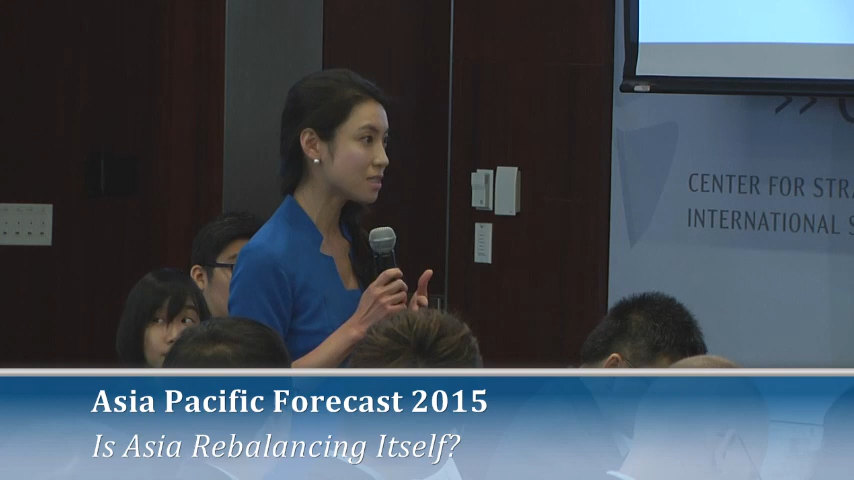 CENTER FOR STRA
INTERNATIONAL S
Asia Pacific Forecast 2015
Is Asia Rebalancing Itself?